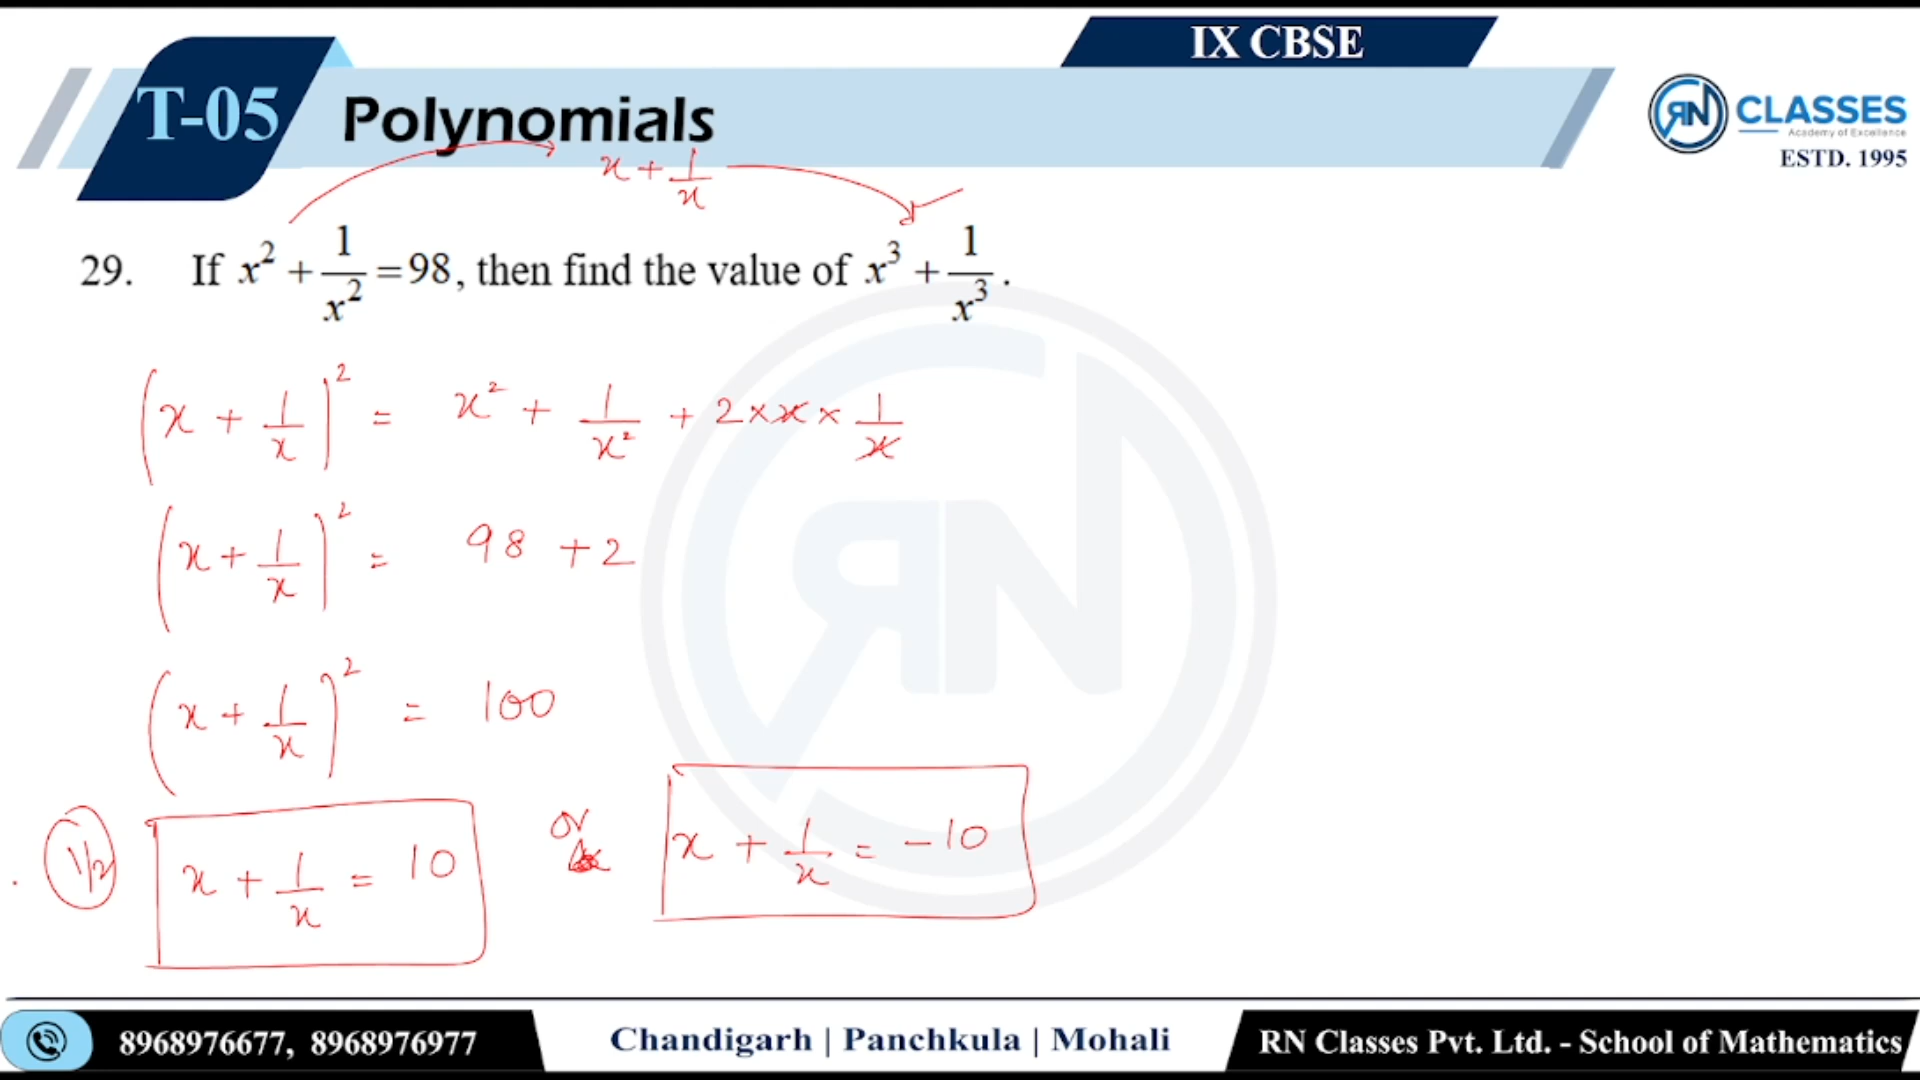 IX CBSE
T-05 Polynomials
RN CLASSES
Academy of Excellence
ESTD. 1995
x + 1/x
29. If x² + 1/x² = 98, then find the value of x³ + 1/x³.
(x + 1/x)² = x² + 1/x² + 2 × x × 1/x
(x + 1/x)² = 98 + 2
(x + 1/x)² = 100
1/2 x + 1/x = 10 or x + 1/x = -10
RN
8968976677, 8968976977 Chandigarh | Panchkula | Mohali RN Classes Pvt. Ltd. - School of Mathematics